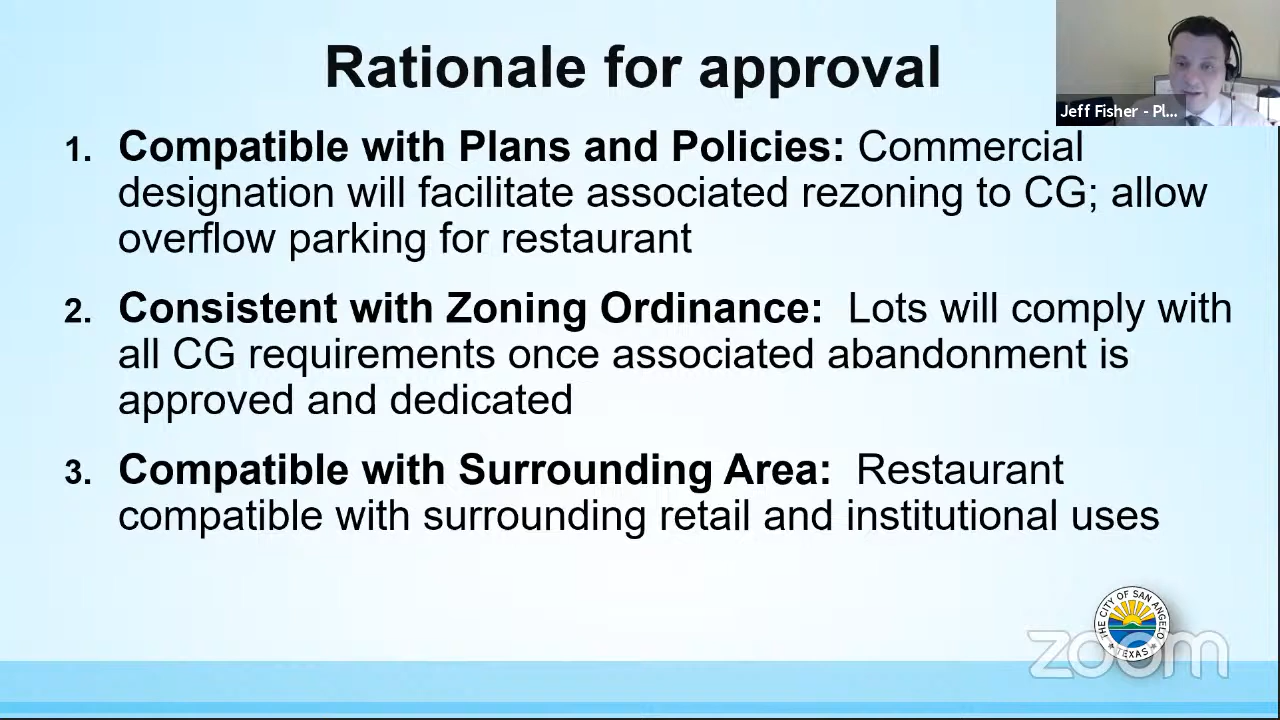 Rationale for approval
Jeff Fisher - Pl...
1. Compatible with Plans and Policies: Commercial
designation will facilitate associated rezoning to CG; allow
overflow parking for restaurant
2. Consistent with Zoning Ordinance: Lots will comply with
all CG requirements once associated abandonment is
approved and dedicated
3. Compatible with Surrounding Area: Restaurant
compatible with surrounding retail and institutional uses
THE CITY OF SAN ANGELO
TEXAS
zoom